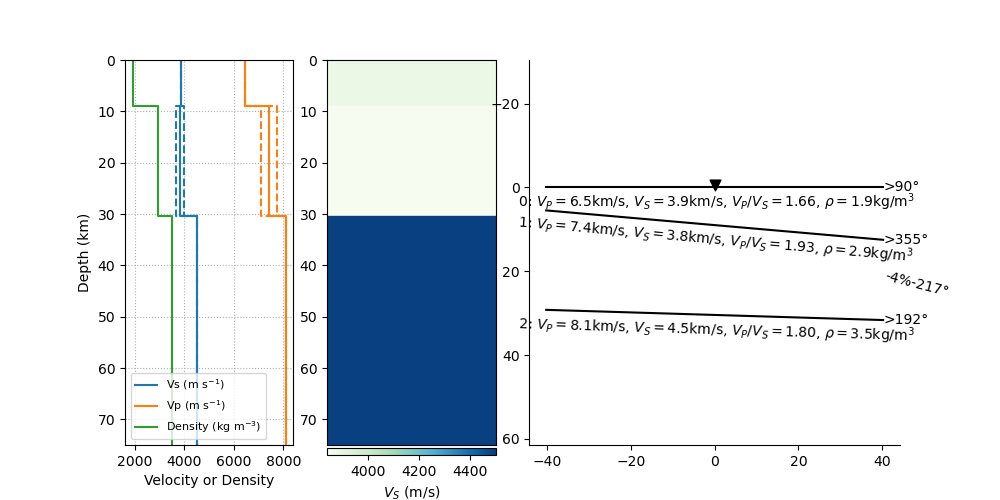 0
10
20
30
40
50
60
70
Depth (km)
2000 4000 6000 8000
Velocity or Density
Vs (m s⁻¹)
Vp (m s⁻¹)
Density (kg m⁻³)
0
10
20
30
40
50
60
70
4000 4200 4400
V_S (m/s)
−20
0
20
40
60
−40 −20 0 20 40
>90°
0: V_P = 6.5km/s, V_S = 3.9km/s, V_P/V_S = 1.66, ρ = 1.9kg/m³
>355°
1: V_P = 7.4km/s, V_S = 3.8km/s, V_P/V_S = 1.93, ρ = 2.9kg/m³
-4%-217°
>192°
2: V_P = 8.1km/s, V_S = 4.5km/s, V_P/V_S = 1.80, ρ = 3.5kg/m³